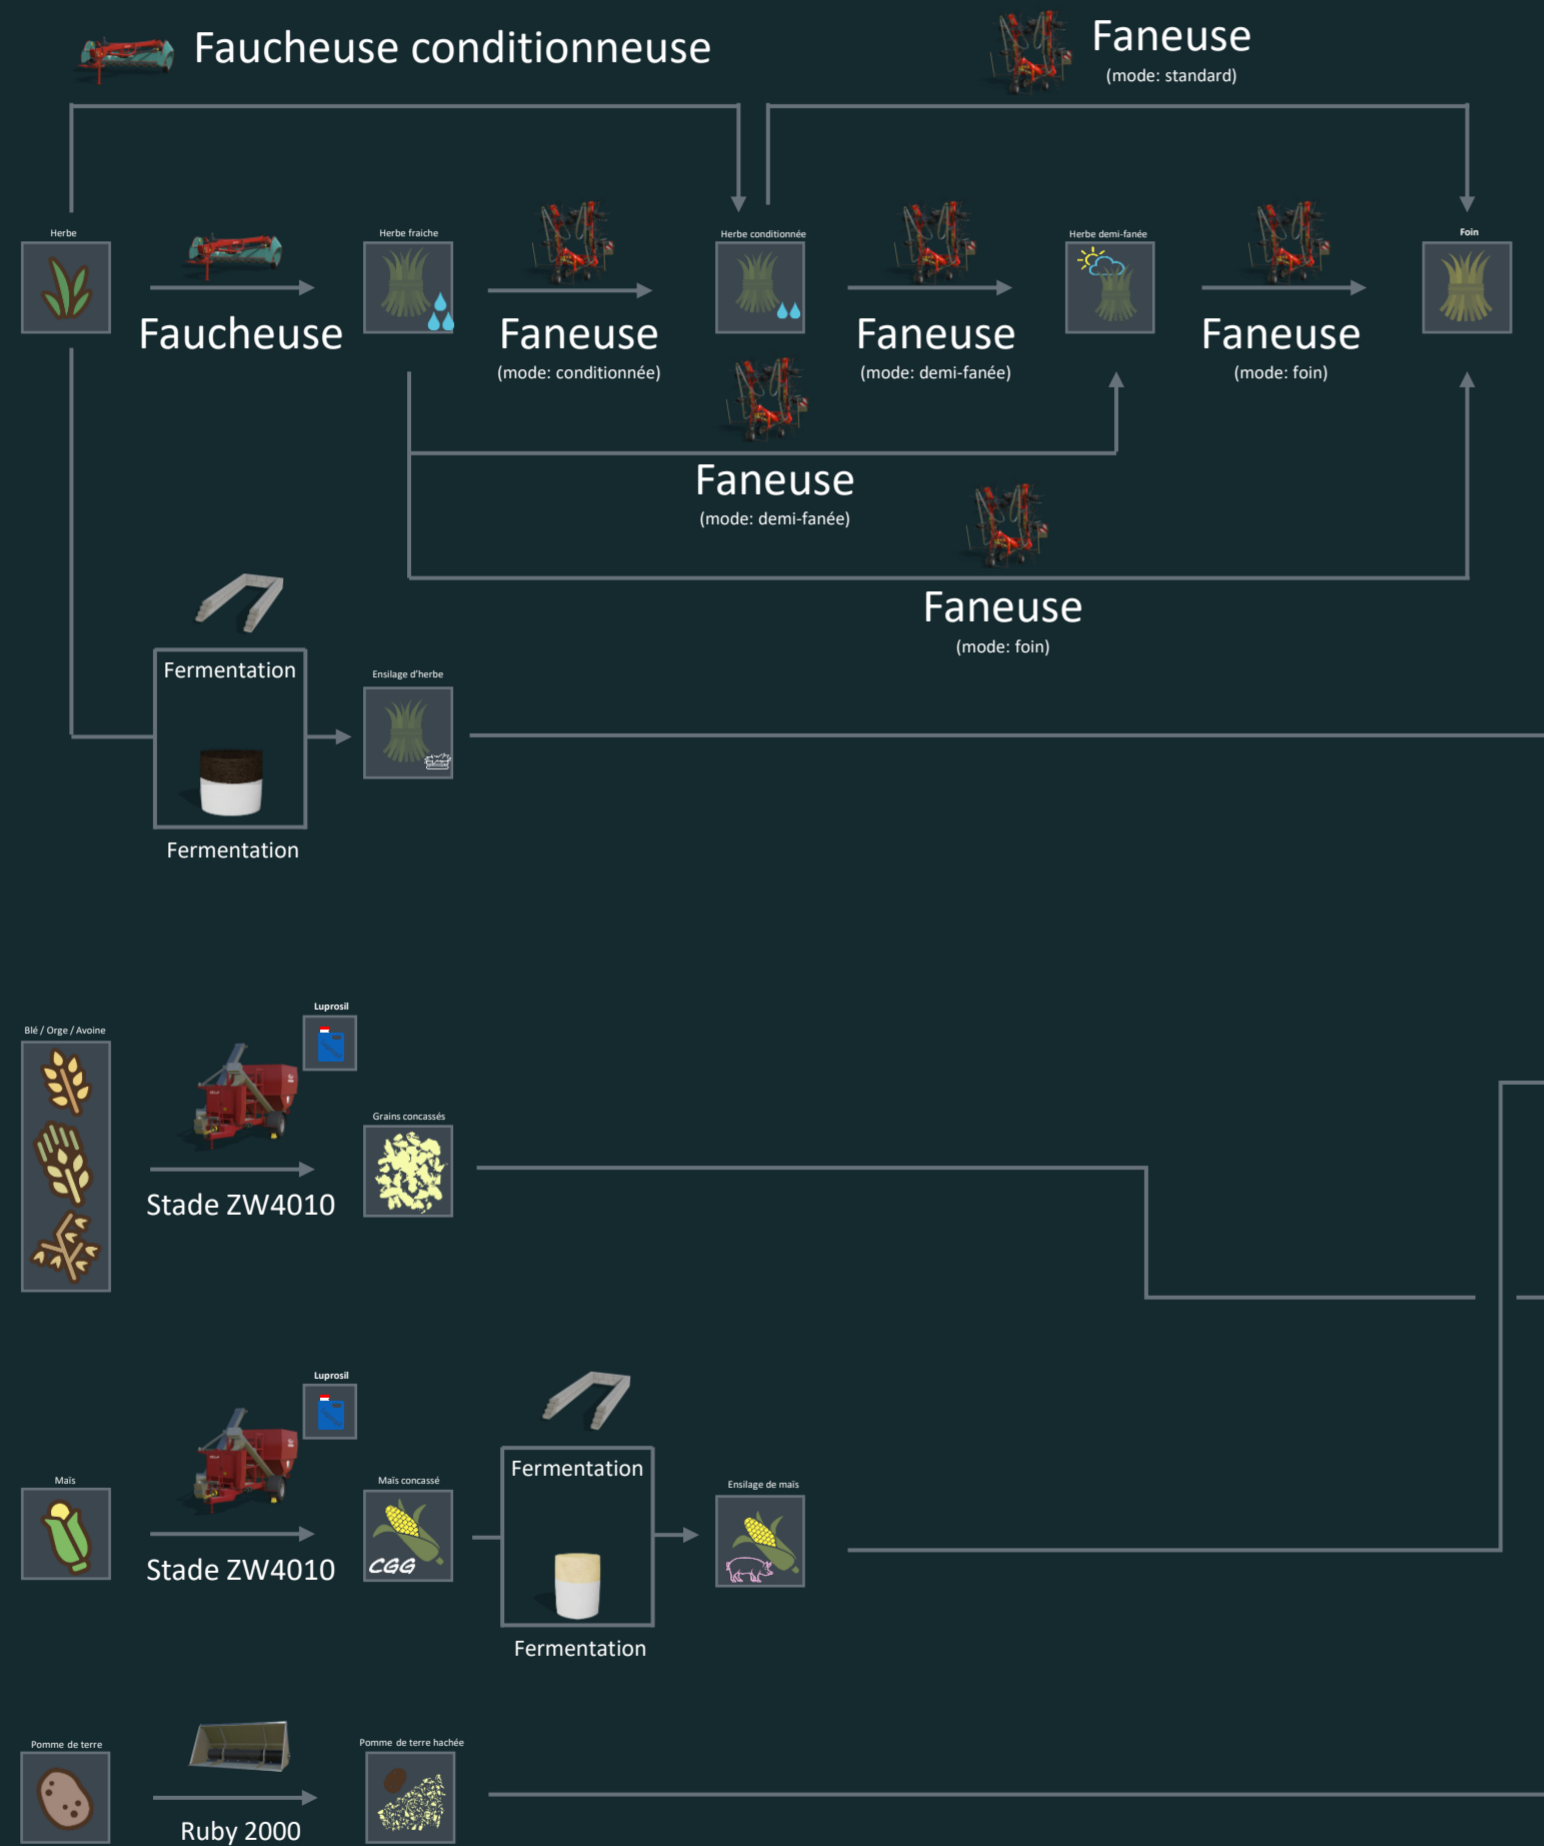 Faucheuse conditionneuse
Faneuse
(mode: standard)
Herbe
Herbe fraiche
Herbe conditionnée
Herbe demi-fanée
Foin
Faucheuse
Faneuse
(mode: conditionnée)
Faneuse
(mode: demi-fanée)
Faneuse
(mode: foin)
Faneuse
(mode: demi-fanée)
Faneuse
(mode: foin)
Fermentation
Ensilage d'herbe
Fermentation
Luprosil
Blé / Orge / Avoine
Grains concassés
Stade ZW4010
Luprosil
Maïs
Maïs concassé
CGG
Stade ZW4010
Fermentation
Ensilage de maïs
Fermentation
Pomme de terre
Pomme de terre hachée
Ruby 2000